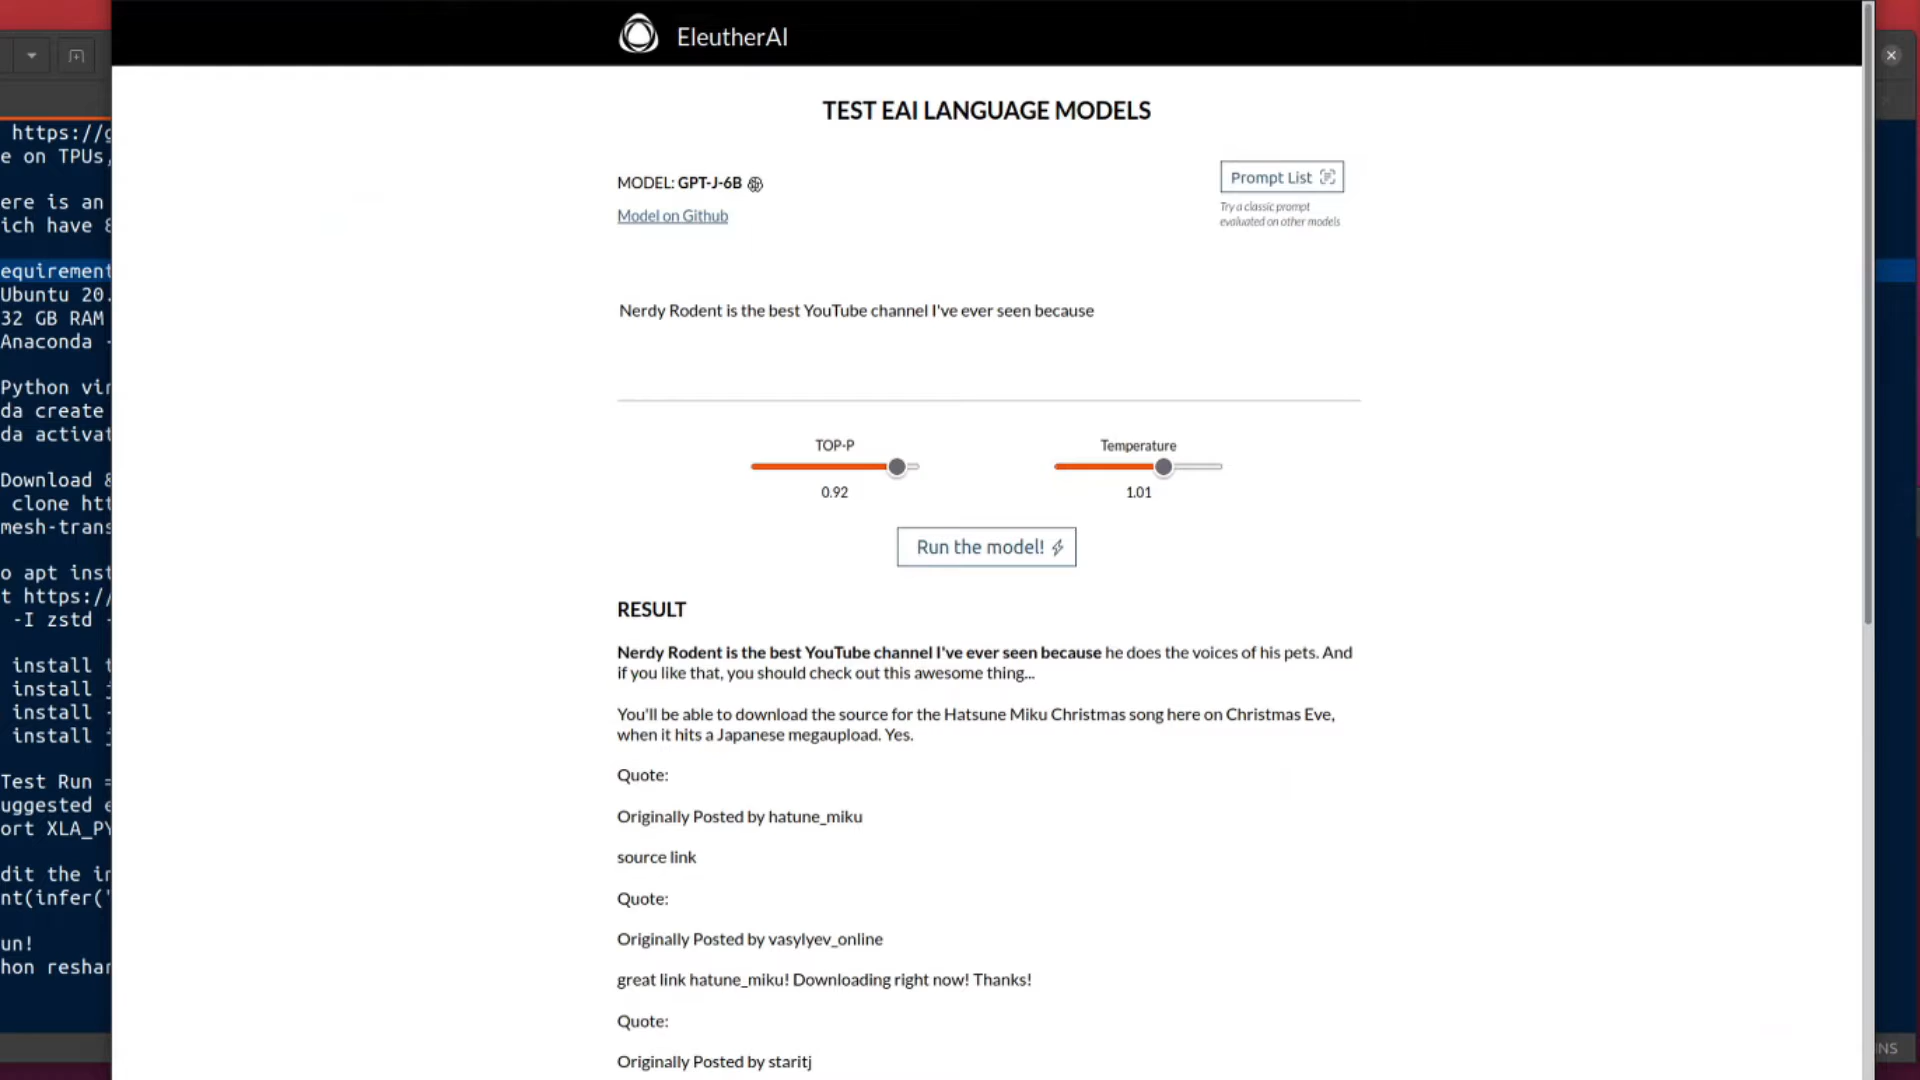 EleutherAI
TEST EAI LANGUAGE MODELS
MODEL: GPT-J-6B
Model on Github
Prompt List
Try a classic prompt
evaluated on other models
Nerdy Rodent is the best YouTube channel I've ever seen because
TOP-P
0.92
Temperature
1.01
Run the model!
RESULT
Nerdy Rodent is the best YouTube channel I've ever seen because he does the voices of his pets. And
if you like that, you should check out this awesome thing...
You'll be able to download the source for the Hatsune Miku Christmas song here on Christmas Eve,
when it hits a Japanese megaupload. Yes.
Quote:
Originally Posted by hatune_miku
source link
Quote:
Originally Posted by vasylyev_online
great link hatune_miku! Downloading right now! Thanks!
Quote:
Originally Posted by staritj
https://g
e on TPUs,
ere is an
ich have 8
equirement
Ubuntu 20.
32 GB RAM
Anaconda -
Python vir
da create
da activat
Download &
clone htt
mesh-trans
o apt inst
t https://
-I zstd -
install t
install j
install -
install j
Test Run =
uggested e
ort XLA_PY
dit the in
nt(infer('
un!
hon reshar
INS